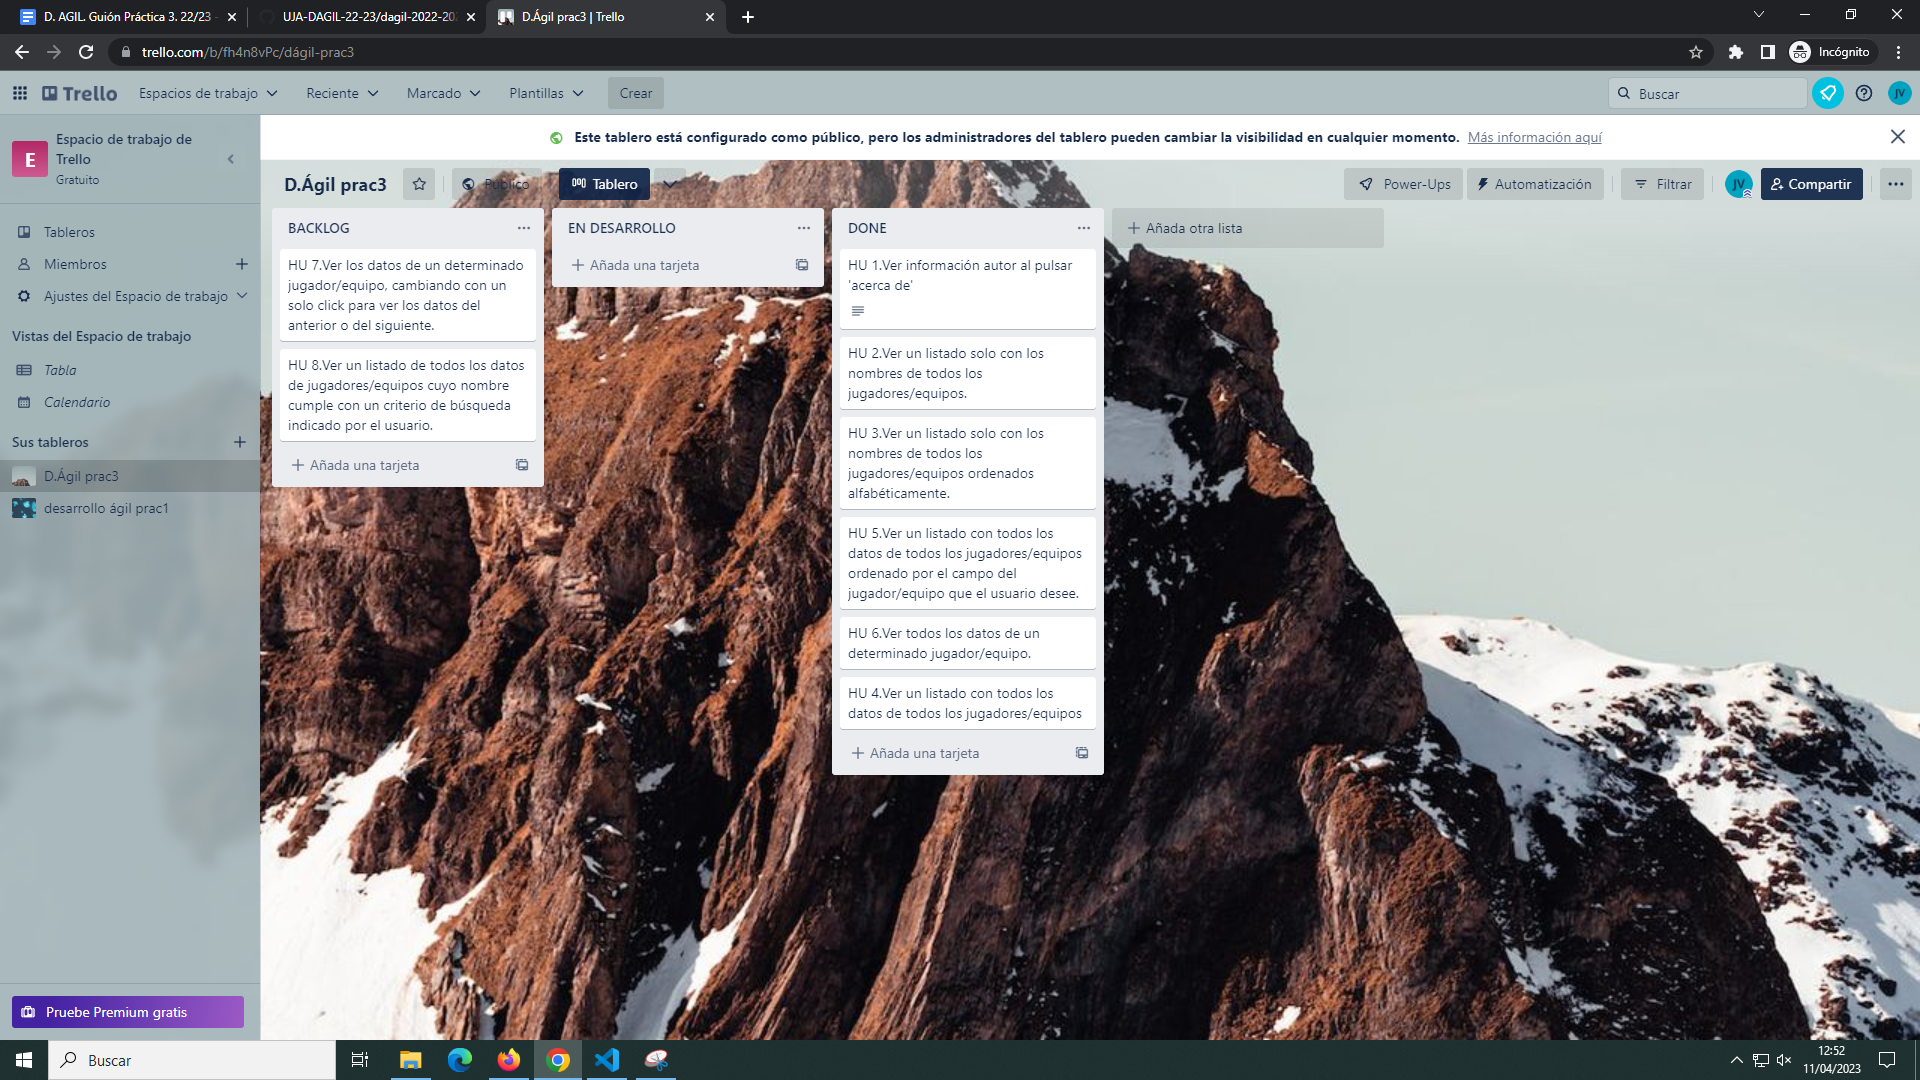 D. AGIL. Guión Práctica 3. 22/23 -
UJA-DAGIL-22-23/dagil-2022-202
D.Ágil prac3 | Trello
trello.com/b/fh4n8vPc/dágil-prac3
Incógnito
Trello
Espacios de trabajo
Reciente
Marcado
Plantillas
Crear
Buscar
JV
E
Espacio de trabajo de
Trello
Gratuito
Este tablero está configurado como público, pero los administradores del tablero pueden cambiar la visibilidad en cualquier momento. Más información aquí
D.Ágil prac3
Público
Tablero
Power-Ups
Automatización
Filtrar
JV
Compartir
Tableros
Miembros
Ajustes del Espacio de trabajo
Vistas del Espacio de trabajo
Tabla
Calendario
Sus tableros
D.Ágil prac3
desarrollo ágil prac1
Pruebe Premium gratis
BACKLOG
HU 7.Ver los datos de un determinado
jugador/equipo, cambiando con un
solo click para ver los datos del
anterior o del siguiente.
HU 8.Ver un listado de todos los datos
de jugadores/equipos cuyo nombre
cumple con un criterio de búsqueda
indicado por el usuario.
Añada una tarjeta
EN DESARROLLO
Añada una tarjeta
DONE
HU 1.Ver información autor al pulsar
'acerca de'
HU 2.Ver un listado solo con los
nombres de todos los
jugadores/equipos.
HU 3.Ver un listado solo con los
nombres de todos los
jugadores/equipos ordenados
alfabéticamente.
HU 5.Ver un listado con todos los
datos de todos los jugadores/equipos
ordenado por el campo del
jugador/equipo que el usuario desee.
HU 6.Ver todos los datos de un
determinado jugador/equipo.
HU 4.Ver un listado con todos los
datos de todos los jugadores/equipos
Añada una tarjeta
Añada otra lista
Buscar
12:52
11/04/2023